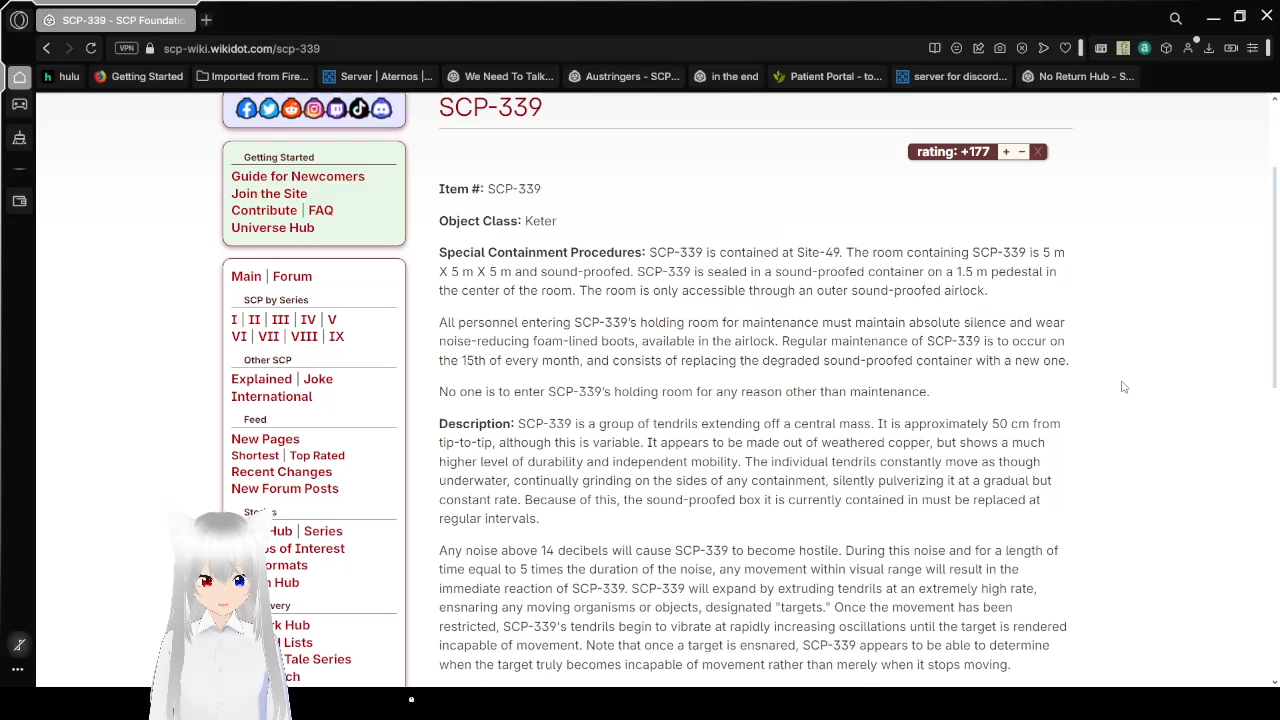 SCP-339 - SCP Foundatio
VPN
scp-wiki.wikidot.com/scp-339
hulu
Getting Started
Imported from Fire...
Server | Aternos |...
We Need To Talk...
Austringers - SCP...
in the end
Patient Portal - to...
server for discord...
No Return Hub - S...
SCP-339
rating: +177 + − X
Getting Started
Guide for Newcomers
Join the Site
Contribute | FAQ
Universe Hub
Main | Forum
SCP by Series
I | II | III | IV | V
VI | VII | VIII | IX
Other SCP
Explained | Joke
International
Feed
New Pages
Shortest | Top Rated
Recent Changes
New Forum Posts
Hub | Series
s of Interest
ormats
Hub
very
rk Hub
Lists
Tale Series
ch
Item #: SCP-339
Object Class: Keter
Special Containment Procedures: SCP-339 is contained at Site-49. The room containing SCP-339 is 5 m
X 5 m X 5 m and sound-proofed. SCP-339 is sealed in a sound-proofed container on a 1.5 m pedestal in
the center of the room. The room is only accessible through an outer sound-proofed airlock.
All personnel entering SCP-339's holding room for maintenance must maintain absolute silence and wear
noise-reducing foam-lined boots, available in the airlock. Regular maintenance of SCP-339 is to occur on
the 15th of every month, and consists of replacing the degraded sound-proofed container with a new one.
No one is to enter SCP-339's holding room for any reason other than maintenance.
Description: SCP-339 is a group of tendrils extending off a central mass. It is approximately 50 cm from
tip-to-tip, although this is variable. It appears to be made out of weathered copper, but shows a much
higher level of durability and independent mobility. The individual tendrils constantly move as though
underwater, continually grinding on the sides of any containment, silently pulverizing it at a gradual but
constant rate. Because of this, the sound-proofed box it is currently contained in must be replaced at
regular intervals.
Any noise above 14 decibels will cause SCP-339 to become hostile. During this noise and for a length of
time equal to 5 times the duration of the noise, any movement within visual range will result in the
immediate reaction of SCP-339. SCP-339 will expand by extruding tendrils at an extremely high rate,
ensnaring any moving organisms or objects, designated "targets." Once the movement has been
restricted, SCP-339's tendrils begin to vibrate at rapidly increasing oscillations until the target is rendered
incapable of movement. Note that once a target is ensnared, SCP-339 appears to be able to determine
when the target truly becomes incapable of movement rather than merely when it stops moving.